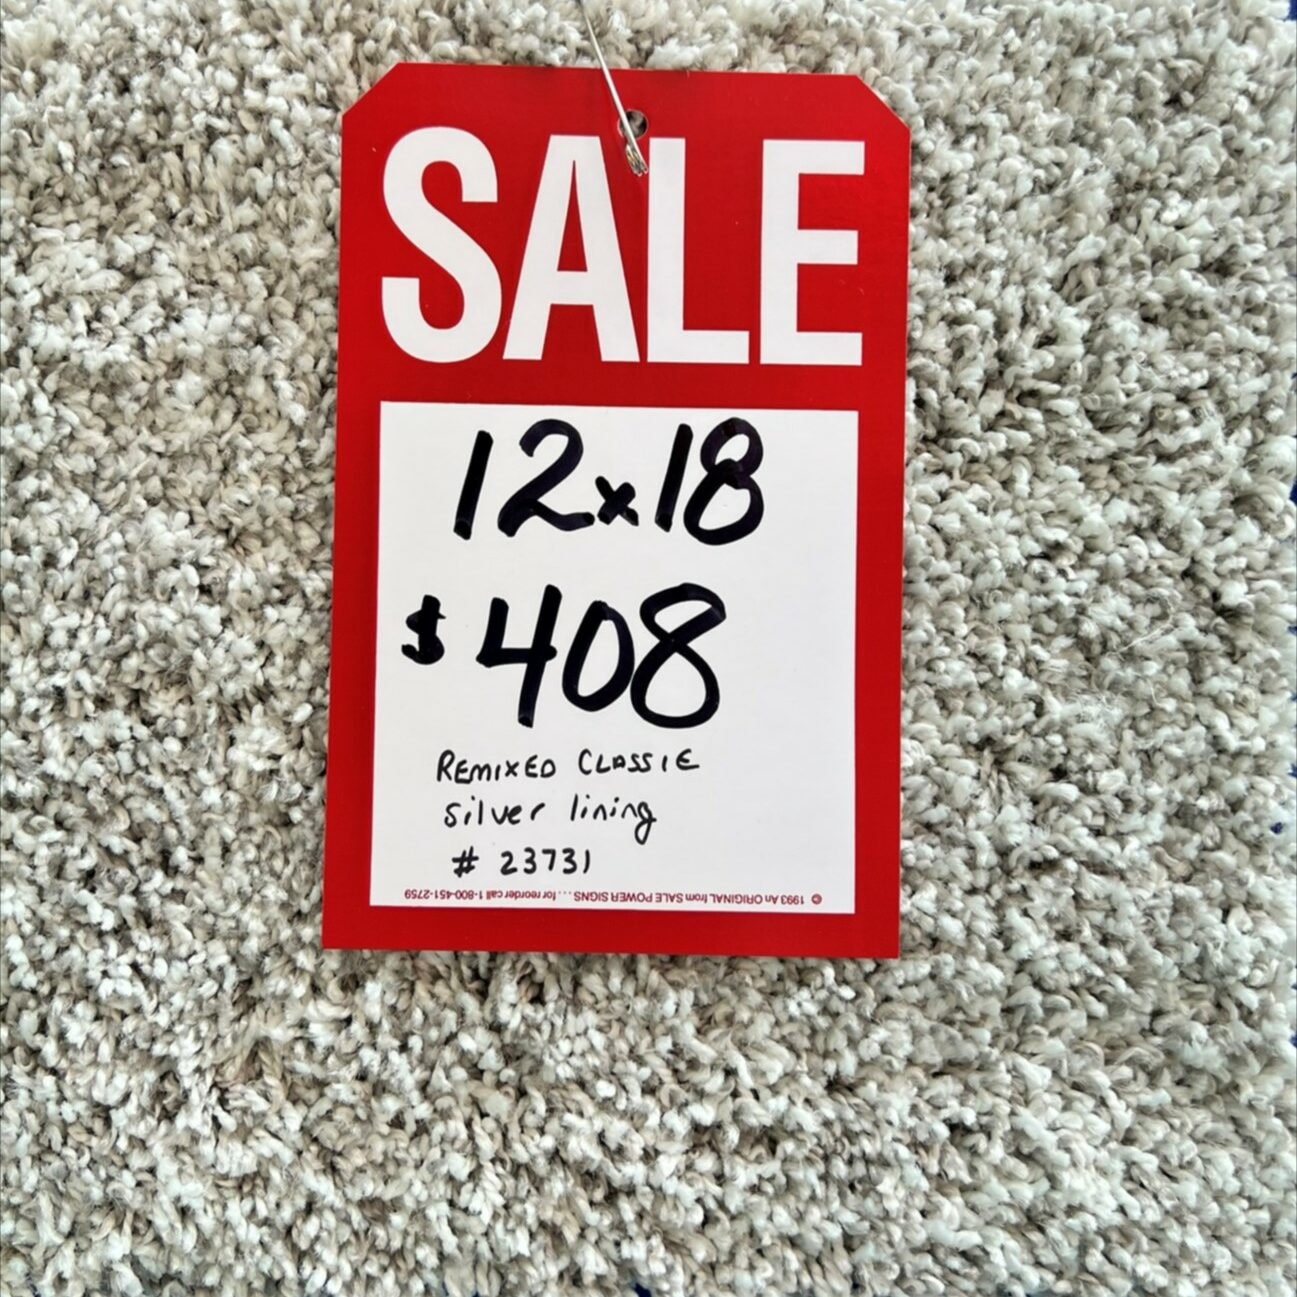 SALE
12x18
$408
REMIXED CLASSIE
silver lining
# 23731
© 1993 An ORIGINAL from SALE POWER SIGNS .... for reorder call 1-800-451-2759